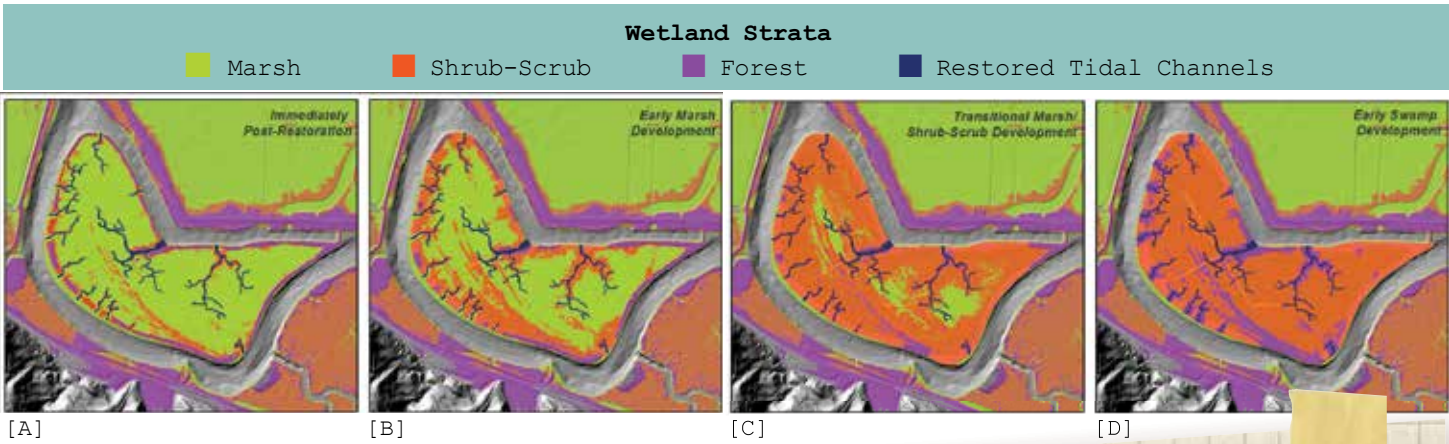 Wetland Strata
Marsh Shrub-Scrub Forest Restored Tidal Channels
Immediately
Post-Restoration
Early Marsh
Development
Transitional Marsh/
Shrub-Scrub Development
Early Swamp
Development
[A] [B] [C] [D]